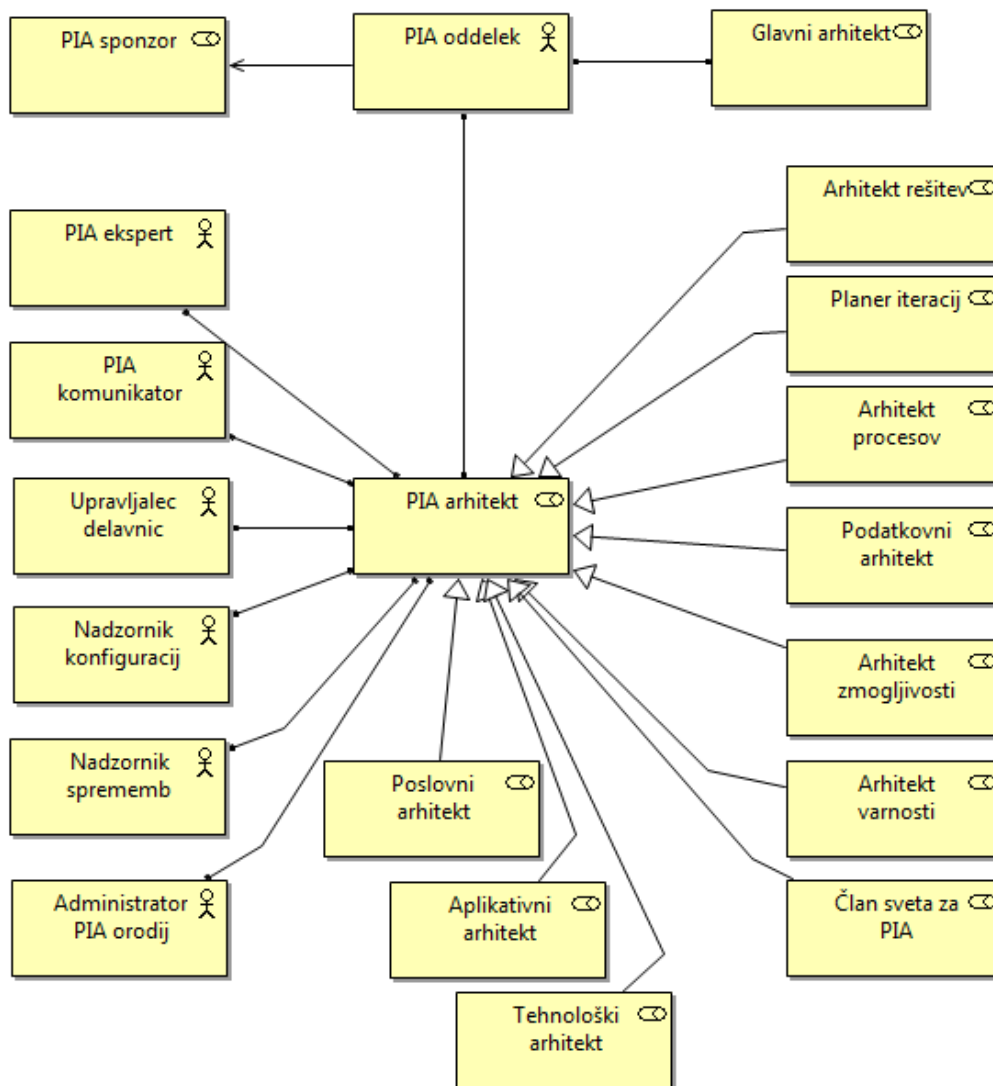 PIA sponzor
PIA oddelek
Glavni arhitekt
Arhitekt rešitev
PIA ekspert
Planer iteracij
PIA
komunikator
Arhitekt
procesov
Upravljalec
delavnic
PIA arhitekt
Podatkovni
arhitekt
Nadzornik
konfiguracij
Arhitekt
zmogljivosti
Nadzornik
sprememb
Poslovni
arhitekt
Arhitekt
varnosti
Administrator
PIA orodij
Aplikativni
arhitekt
Član sveta za
PIA
Tehnološki
arhitekt